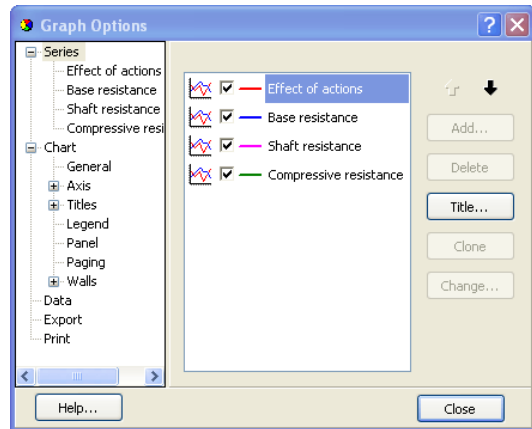 Graph Options
Series
Effect of actions
Base resistance
Shaft resistance
Compressive resi
Chart
General
Axis
Titles
Legend
Panel
Paging
Walls
Data
Export
Print
Effect of actions
Base resistance
Shaft resistance
Compressive resistance
Add...
Delete
Title...
Clone
Change...
Help...
Close